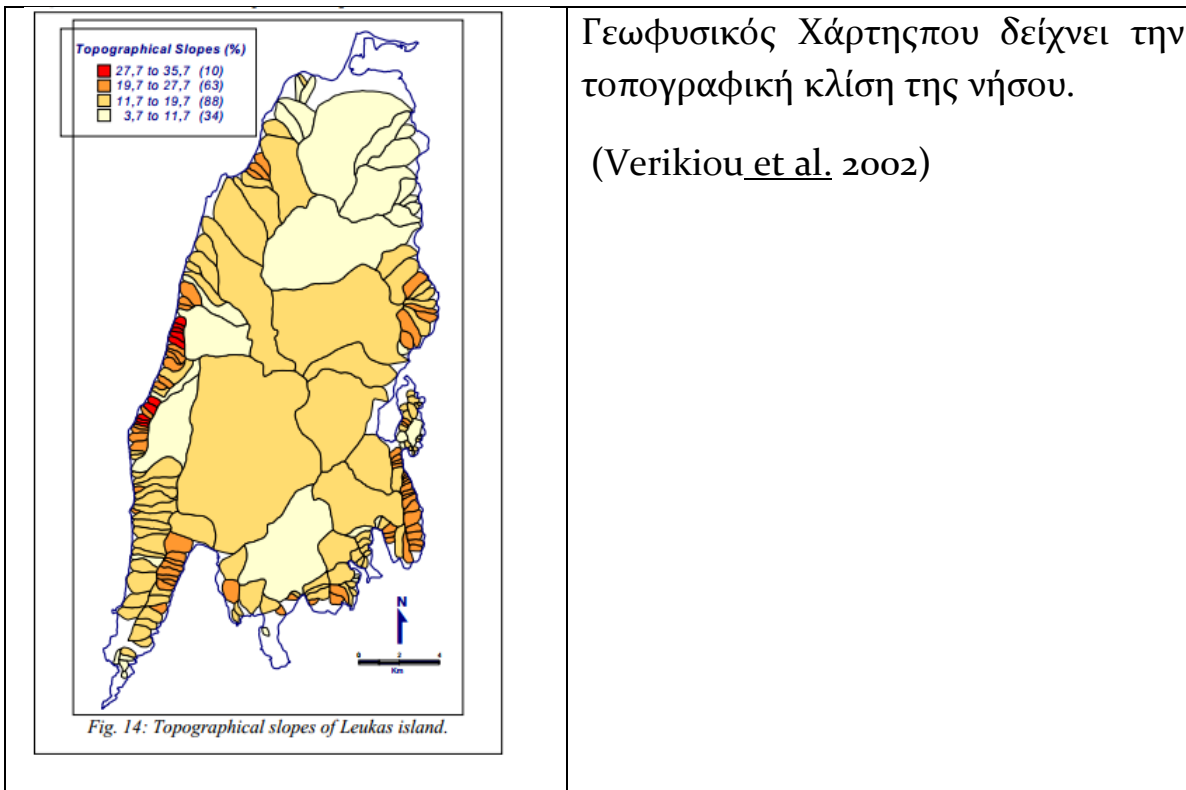 Topographical Slopes (%)
27,7 to 35,7 (10)
19,7 to 27,7 (63)
11,7 to 19,7 (88)
3,7 to 11,7 (34)
N
0 2 4
Km
Fig. 14: Topographical slopes of Leukas island.
Γεωφυσικός Χάρτηςπου δείχνει την
τοπογραφική κλίση της νήσου.
(Verikiou et al. 2002)